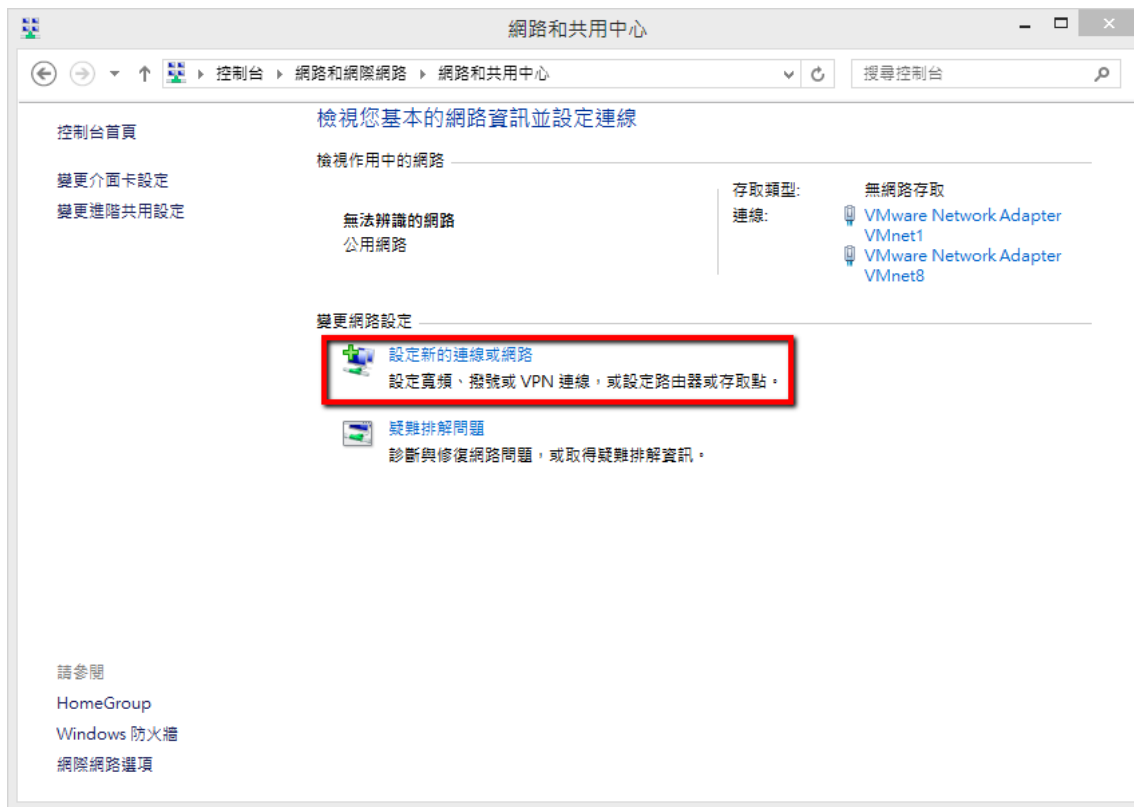 網路和共用中心
控制台 網路和網際網路 網路和共用中心
搜尋控制台
控制台首頁
變更介面卡設定
變更進階共用設定
檢視您基本的網路資訊並設定連線
檢視作用中的網路
無法辨識的網路
公用網路
存取類型: 無網路存取
連線: VMware Network Adapter
VMnet1
VMware Network Adapter
VMnet8
變更網路設定
設定新的連線或網路
設定寬頻、撥號或 VPN 連線，或設定路由器或存取點。
疑難排解問題
診斷與修復網路問題，或取得疑難排解資訊。
請參閱
HomeGroup
Windows 防火牆
網際網路選項